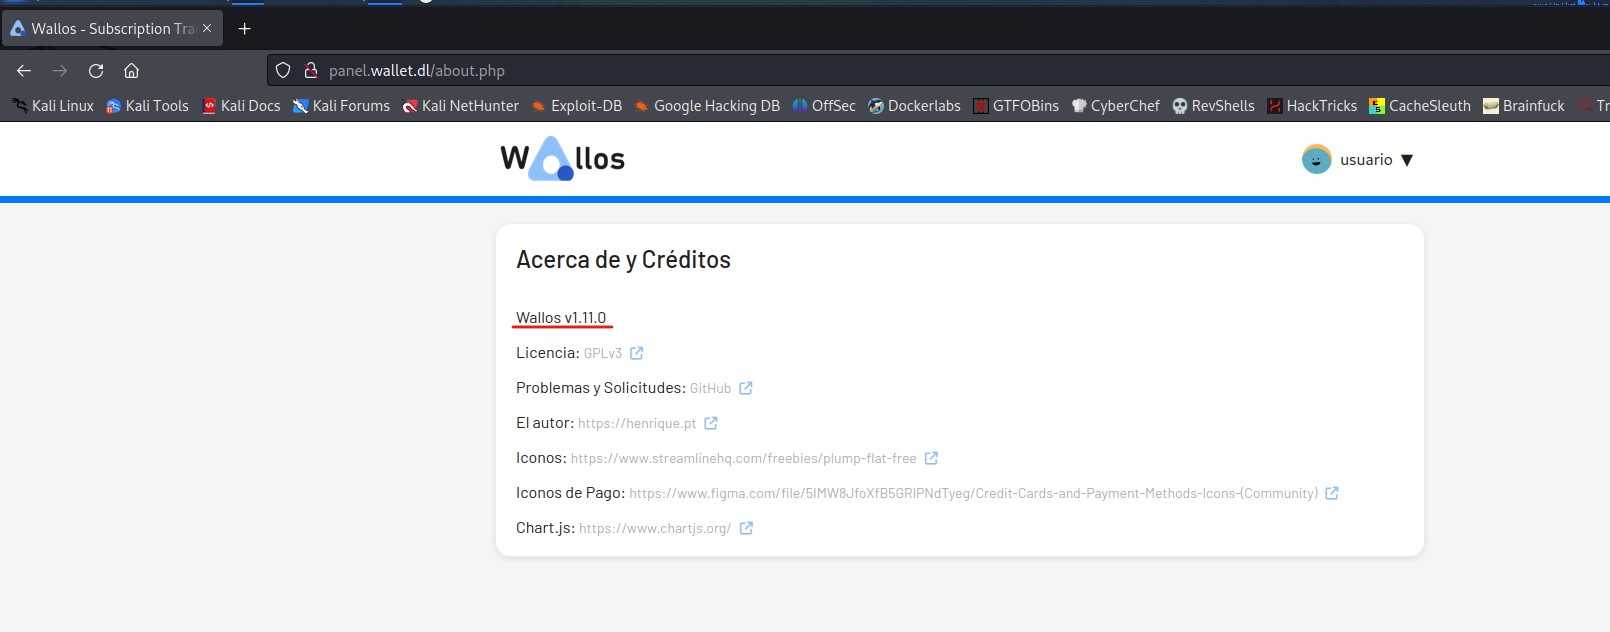 Wallos - Subscription Tra
panel.wallet.dl/about.php
Kali Linux Kali Tools Kali Docs Kali Forums Kali NetHunter Exploit-DB Google Hacking DB OffSec Dockerlabs GTFOBins CyberChef RevShells HackTricks CacheSleuth Brainfuck Tr
Wallos
usuario
Acerca de y Créditos
Wallos v1.11.0
Licencia: GPLv3
Problemas y Solicitudes: GitHub
El autor: https://henrique.pt
Iconos: https://www.streamlinehq.com/freebies/plump-flat-free
Iconos de Pago: https://www.figma.com/file/5IMW8JfoXfB5GRlPNdTyeg/Credit-Cards-and-Payment-Methods-Icons-(Community)
Chart.js: https://www.chartjs.org/